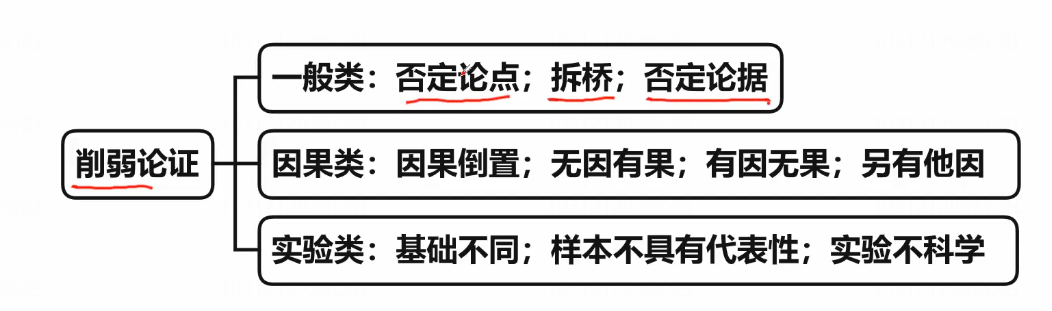 一般类：否定论点；拆桥；否定论据
削弱论证
因果类：因果倒置；无因有果；有因无果；另有他因
实验类：基础不同；样本不具有代表性；实验不科学